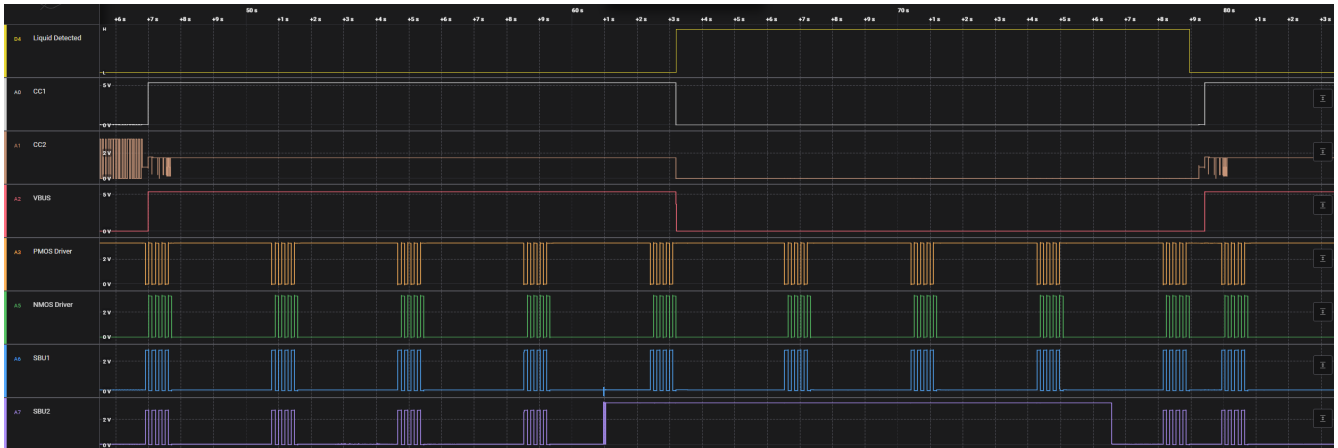 50 s 60 s 70 s 80 s
+6 s +7 s +8 s +9 s +1 s +2 s +3 s +4 s +5 s +6 s +7 s +8 s +9 s +1 s +2 s +3 s +4 s +5 s +6 s +7 s +8 s +9 s +1 s +2 s +3 s +4 s +5 s +6 s +7 s +8 s +9 s +1 s +2 s +3 s
D4 Liquid Detected H
L
A0 CC1 5 V
0 V
A1 CC2 2 V
0 V
A2 VBUS 5 V
0 V
A3 PMOS Driver 2 V
0 V
A5 NMOS Driver 2 V
0 V
A6 SBU1 2 V
0 V
A7 SBU2 2 V
0 V